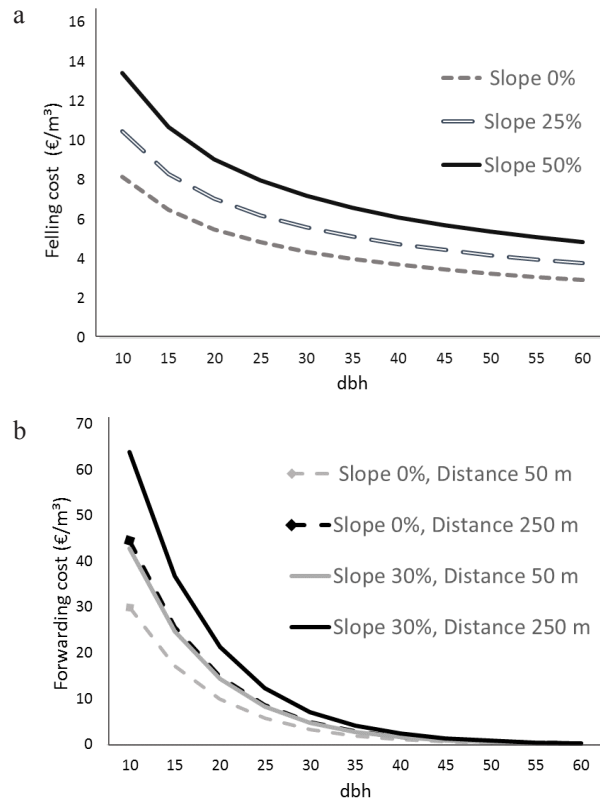 a
16
14
12
10
8
6
4
2
0
Felling cost (€/m³)
Slope 0%
Slope 25%
Slope 50%
10 15 20 25 30 35 40 45 50 55 60
dbh
b
70
60
50
40
30
20
10
0
Forwarding cost (€/m³)
Slope 0%, Distance 50 m
Slope 0%, Distance 250 m
Slope 30%, Distance 50 m
Slope 30%, Distance 250 m
10 15 20 25 30 35 40 45 50 55 60
dbh